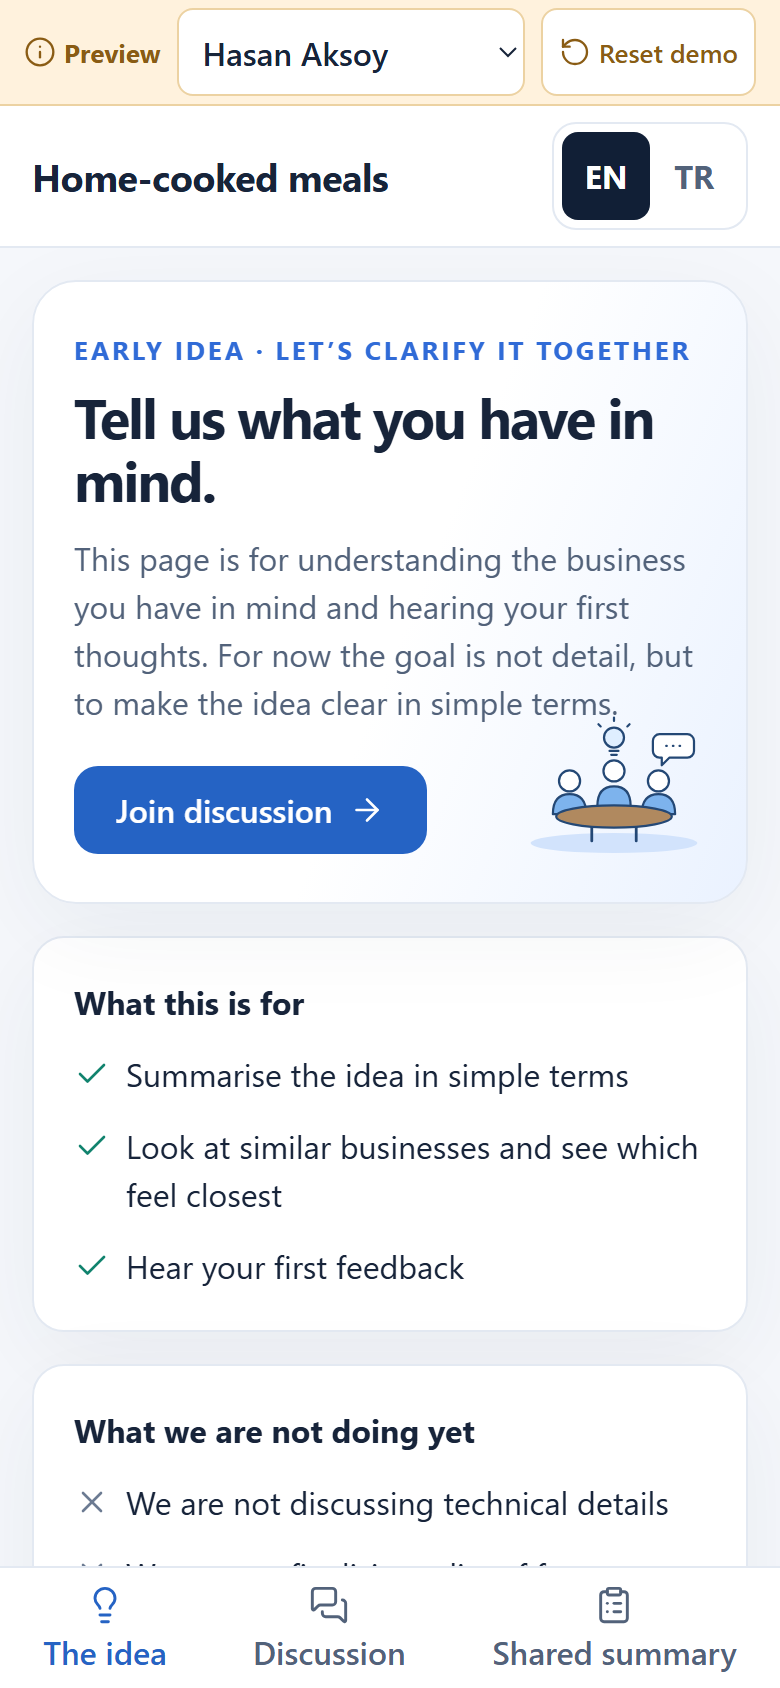 Preview
Hasan Aksoy
Reset demo
Home-cooked meals
EN
TR
EARLY IDEA · LET’S CLARIFY IT TOGETHER
Tell us what you have in
mind.
This page is for understanding the business
you have in mind and hearing your first
thoughts. For now the goal is not detail, but
to make the idea clear in simple terms.
Join discussion
What this is for
Summarise the idea in simple terms
Look at similar businesses and see which
feel closest
Hear your first feedback
What we are not doing yet
We are not discussing technical details
The idea
Discussion
Shared summary